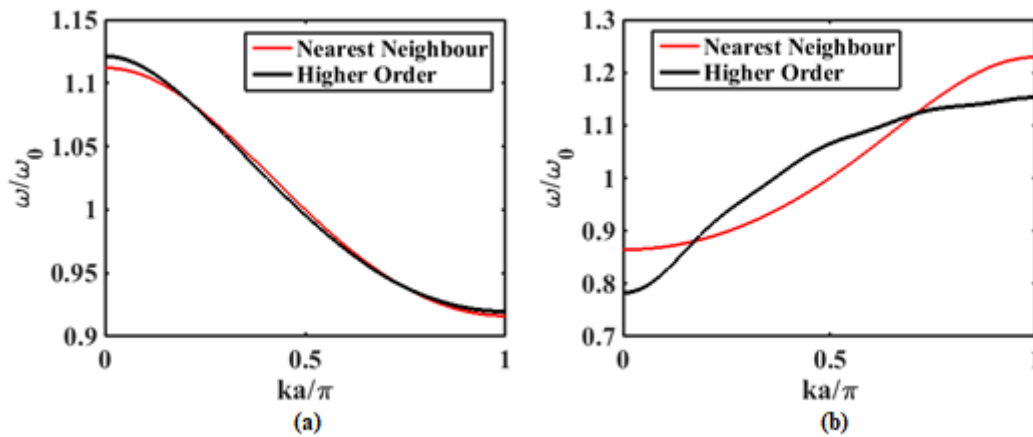 1.15
1.1
1.05
1
0.95
0.9
ω/ω0
Nearest Neighbour
Higher Order
0
0.5
1
ka/π
(a)
1.3
1.2
1.1
1
0.9
0.8
0.7
ω/ω0
Nearest Neighbour
Higher Order
0
0.5
1
ka/π
(b)